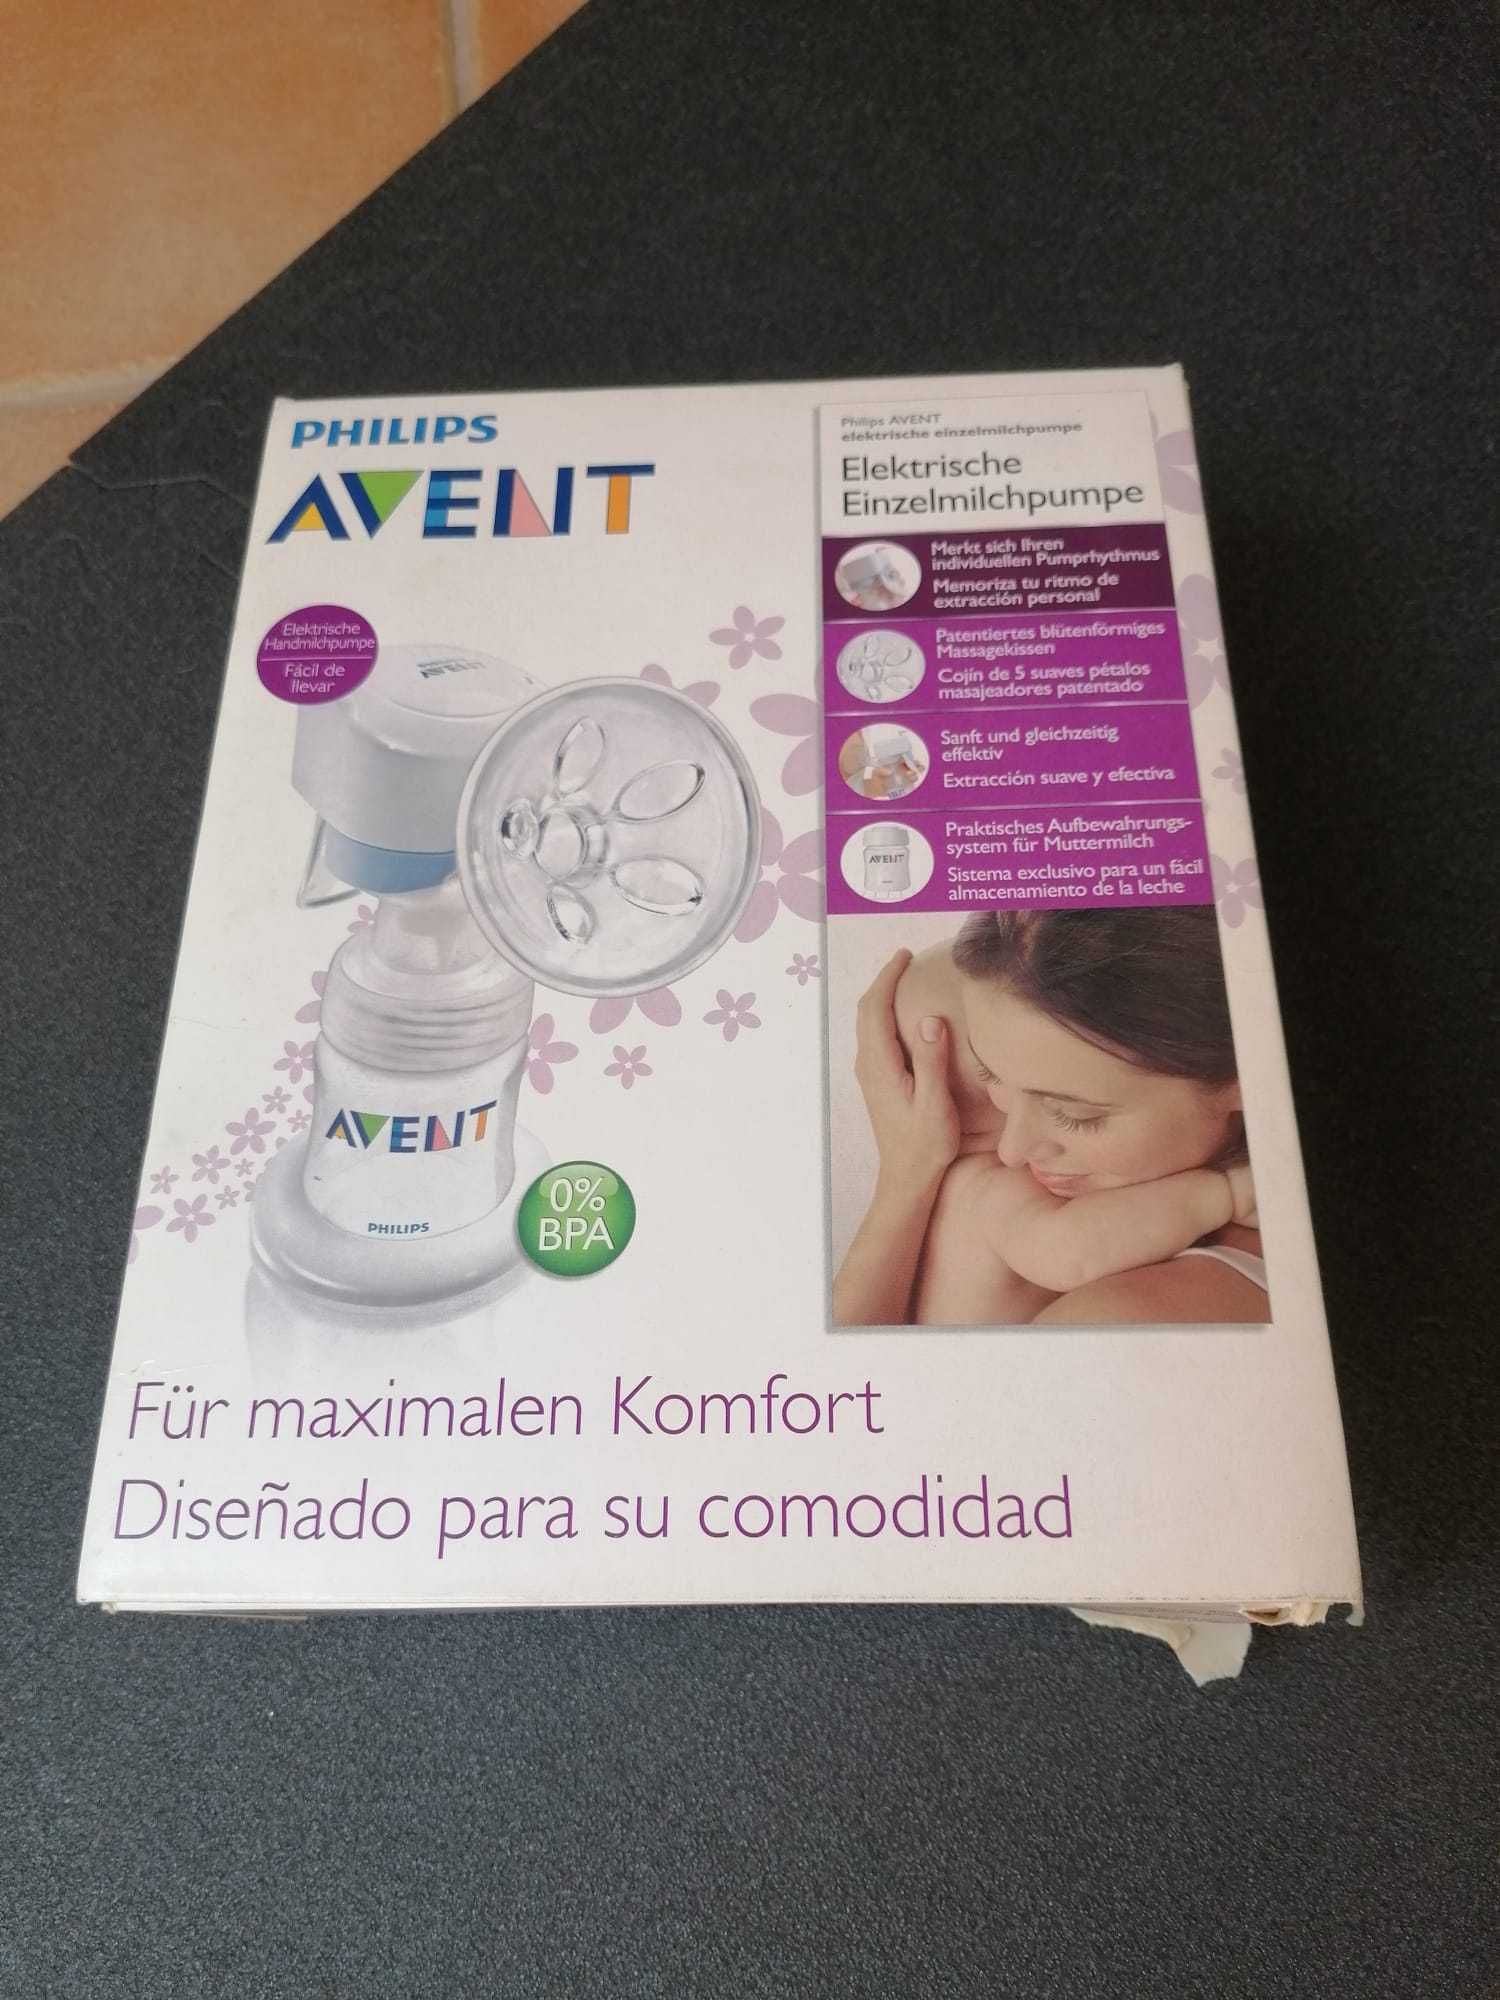 PHILIPS
AVENT
Elektrische
Handmilchpumpe
Fácil de
llevar
AVENT
AVENT
PHILIPS
0%
BPA
Philips AVENT
elektrische einzelmilchpumpe
Elektrische
Einzelmilchpumpe
Merkt sich Ihren
individuellen Pumprhythmus
Memoriza tu ritmo de
extracción personal
Patentiertes blütenförmiges
Massagekissen
Cojín de 5 suaves pétalos
masajeadores patentado
Sanft und gleichzeitig
effektiv
Extracción suave y efectiva
AVENT
Praktisches Aufbewahrungs-
system für Muttermilch
Sistema exclusivo para un fácil
almacenamiento de la leche
Für maximalen Komfort
Diseñado para su comodidad